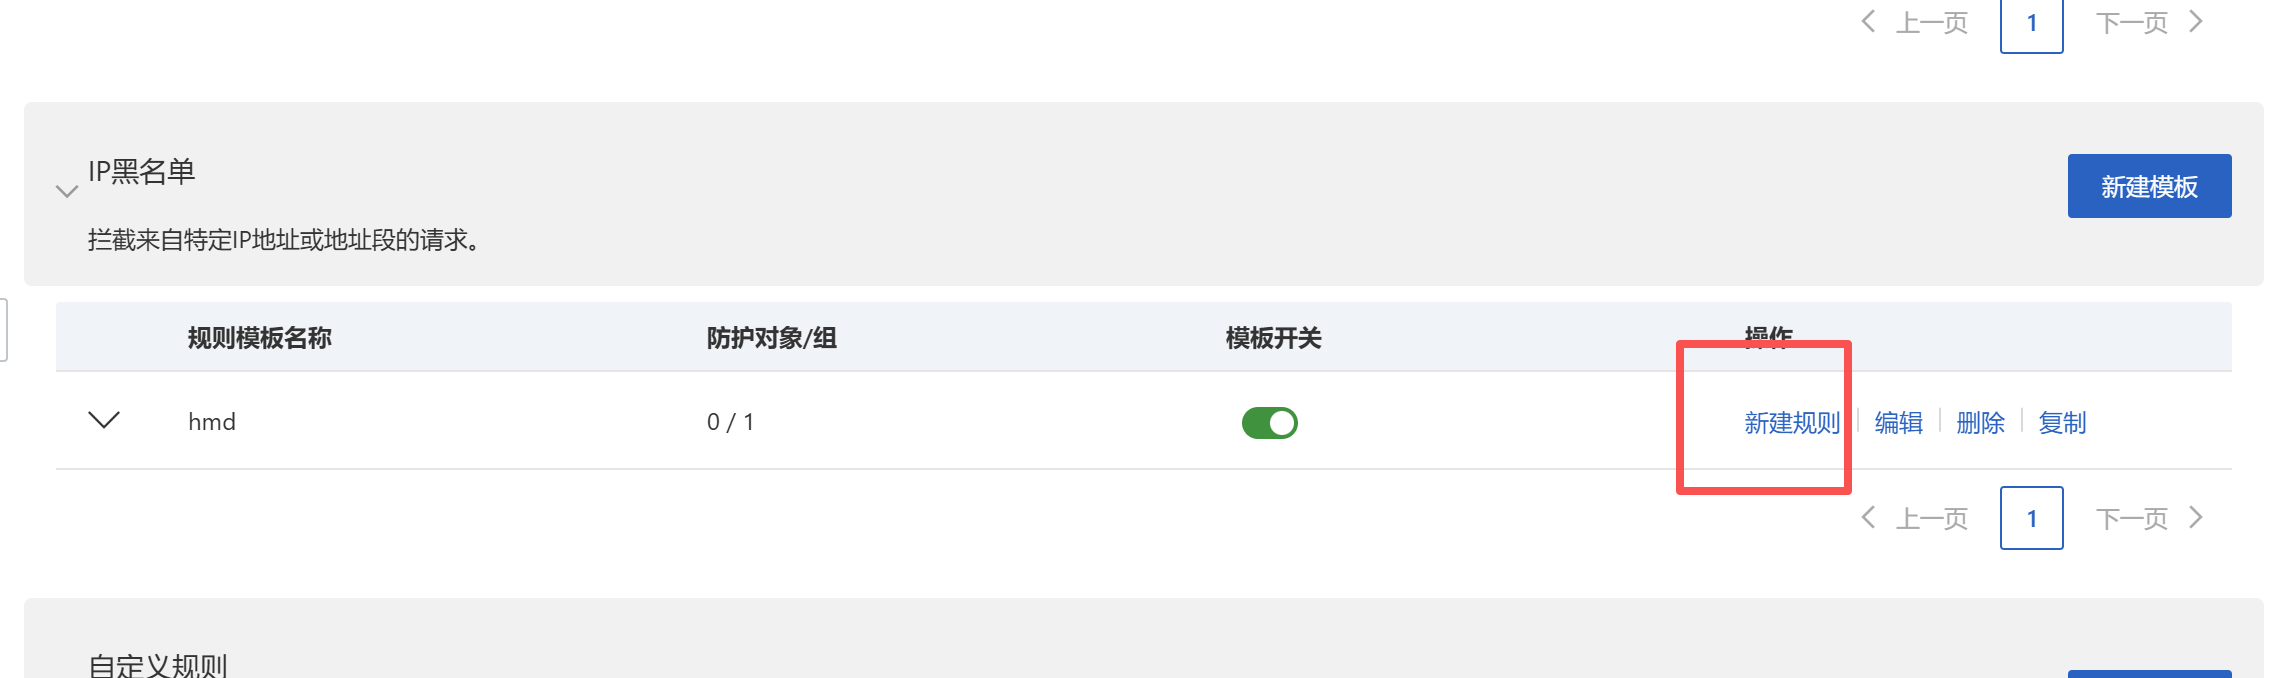 上一页 1 下一页
IP黑名单
新建模板
拦截来自特定IP地址或地址段的请求。
规则模板名称 防护对象/组 模板开关 操作
hmd 0 / 1 新建规则 编辑 删除 复制
上一页 1 下一页
自定义规则